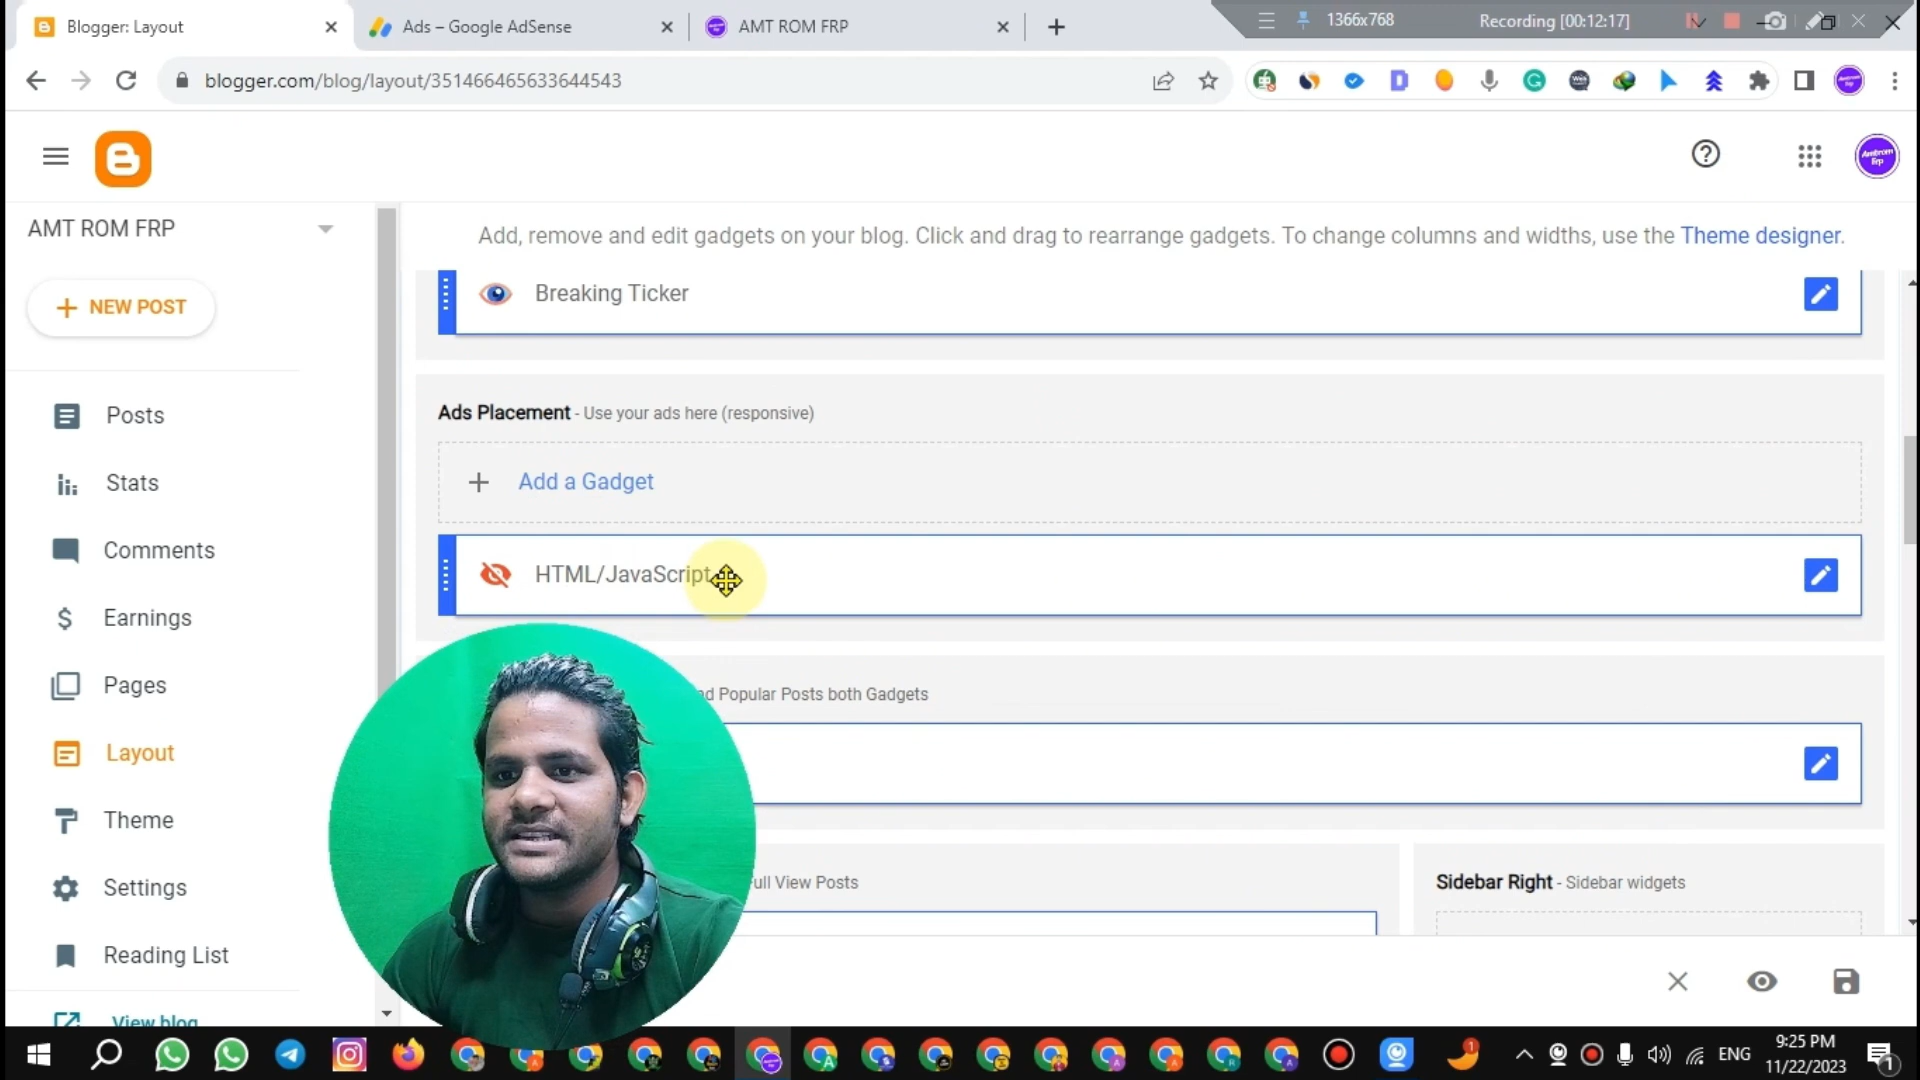 Blogger: Layout
Ads – Google AdSense
AMT ROM FRP
1366x768
Recording [00:12:17]
blogger.com/blog/layout/351466465633644543
AMT ROM FRP
Add, remove and edit gadgets on your blog. Click and drag to rearrange gadgets. To change columns and widths, use the Theme designer.
NEW POST
Breaking Ticker
Posts
Ads Placement - Use your ads here (responsive)
Stats
Add a Gadget
Comments
HTML/JavaScript
Earnings
Pages
Popular Posts both Gadgets
Layout
Theme
Settings
View Posts
Sidebar Right - Sidebar widgets
Reading List
View blog
ENG
9:25 PM
11/22/2023